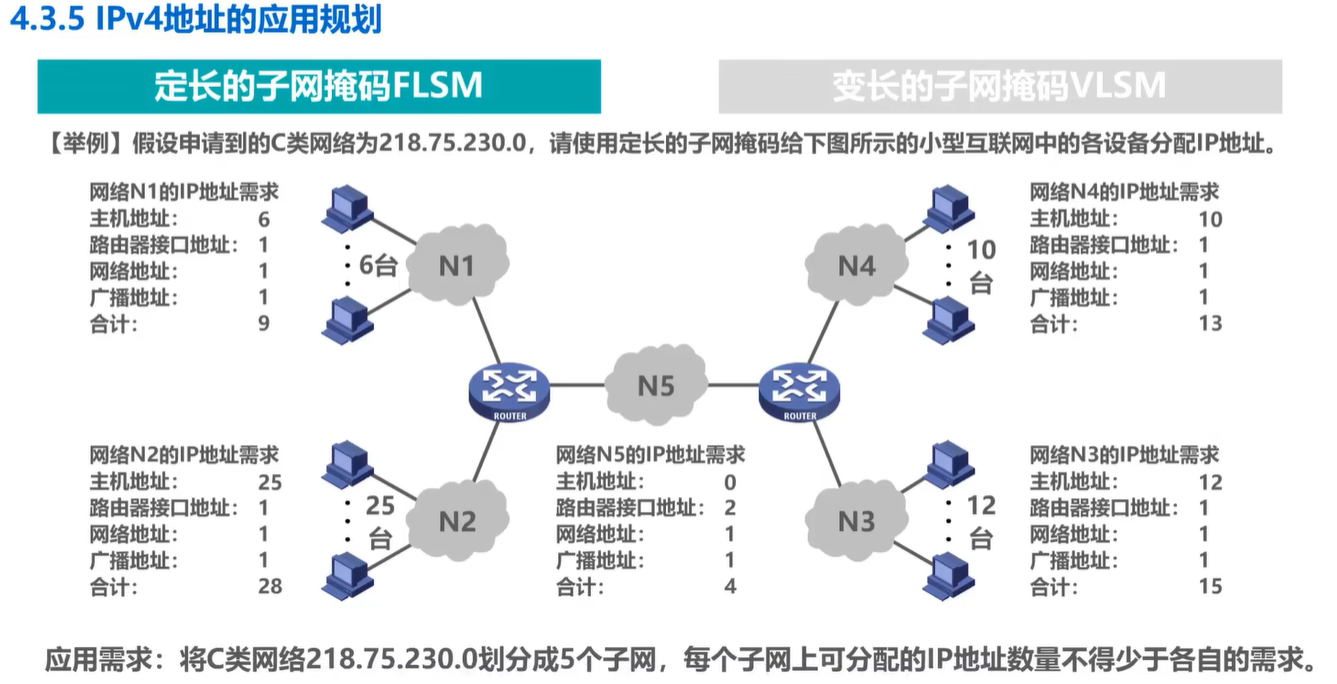 4.3.5 IPv4地址的应用规划
定长的子网掩码FLSM
变长的子网掩码VLSM
【举例】假设申请到的C类网络为218.75.230.0，请使用定长的子网掩码给下图所示的小型互联网中的各设备分配IP地址。
网络N1的IP地址需求
主机地址： 6
路由器接口地址： 1
网络地址： 1
广播地址： 1
合计： 9
6台
N1
N4
10
台
网络N4的IP地址需求
主机地址： 10
路由器接口地址： 1
网络地址： 1
广播地址： 1
合计： 13
ROUTER
N5
ROUTER
网络N2的IP地址需求
主机地址： 25
路由器接口地址： 1
网络地址： 1
广播地址： 1
合计： 28
25
台
N2
网络N5的IP地址需求
主机地址： 0
路由器接口地址： 2
网络地址： 1
广播地址： 1
合计： 4
N3
12
台
网络N3的IP地址需求
主机地址： 12
路由器接口地址： 1
网络地址： 1
广播地址： 1
合计： 15
应用需求：将C类网络218.75.230.0划分成5个子网，每个子网上可分配的IP地址数量不得少于各自的需求。